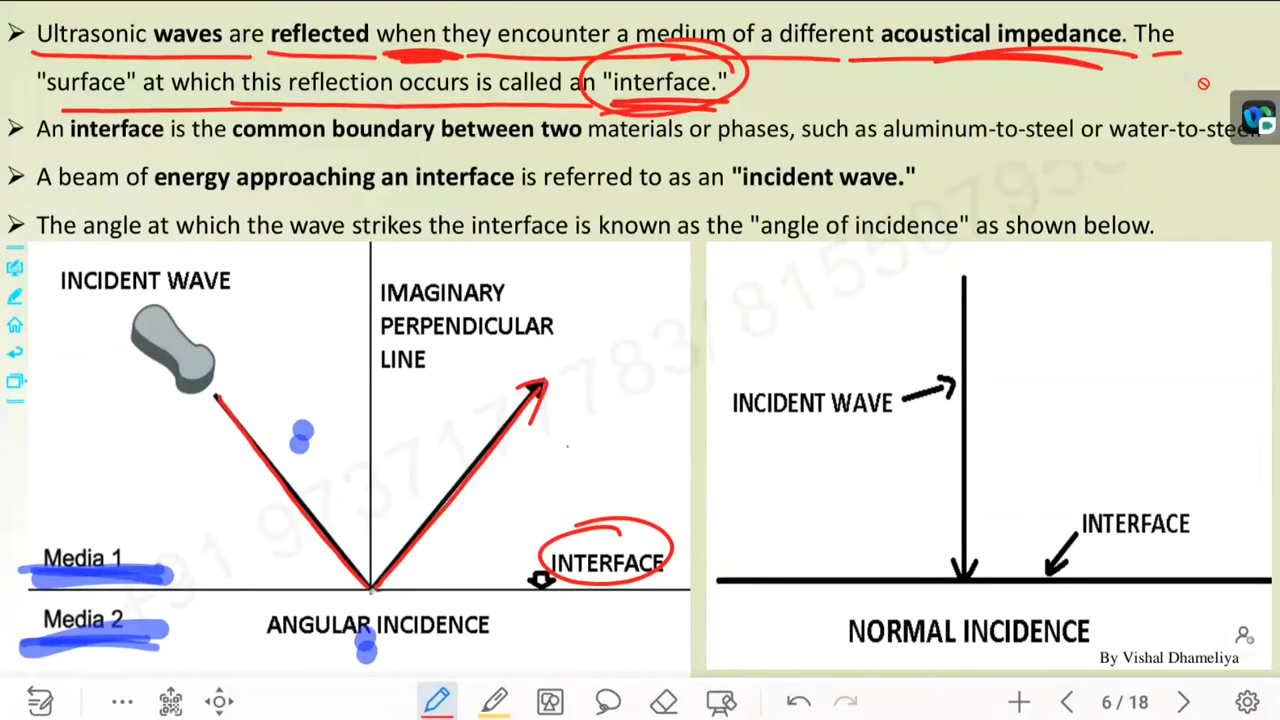 ➢ Ultrasonic waves are reflected when they encounter a medium of a different acoustical impedance. The
"surface" at which this reflection occurs is called an "interface."
➢ An interface is the common boundary between two materials or phases, such as aluminum-to-steel or water-to-steel.
➢ A beam of energy approaching an interface is referred to as an "incident wave."
➢ The angle at which the wave strikes the interface is known as the "angle of incidence" as shown below.
INCIDENT WAVE
IMAGINARY
PERPENDICULAR
LINE
Media 1
INTERFACE
Media 2
ANGULAR INCIDENCE
INCIDENT WAVE
INTERFACE
NORMAL INCIDENCE
By Vishal Dhameliya
6 / 18